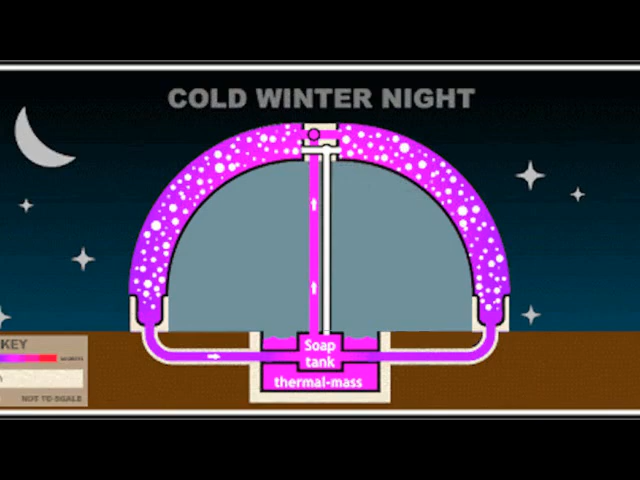 COLD WINTER NIGHT
Soap
tank
thermal-mass
KEY
NOT TO SCALE